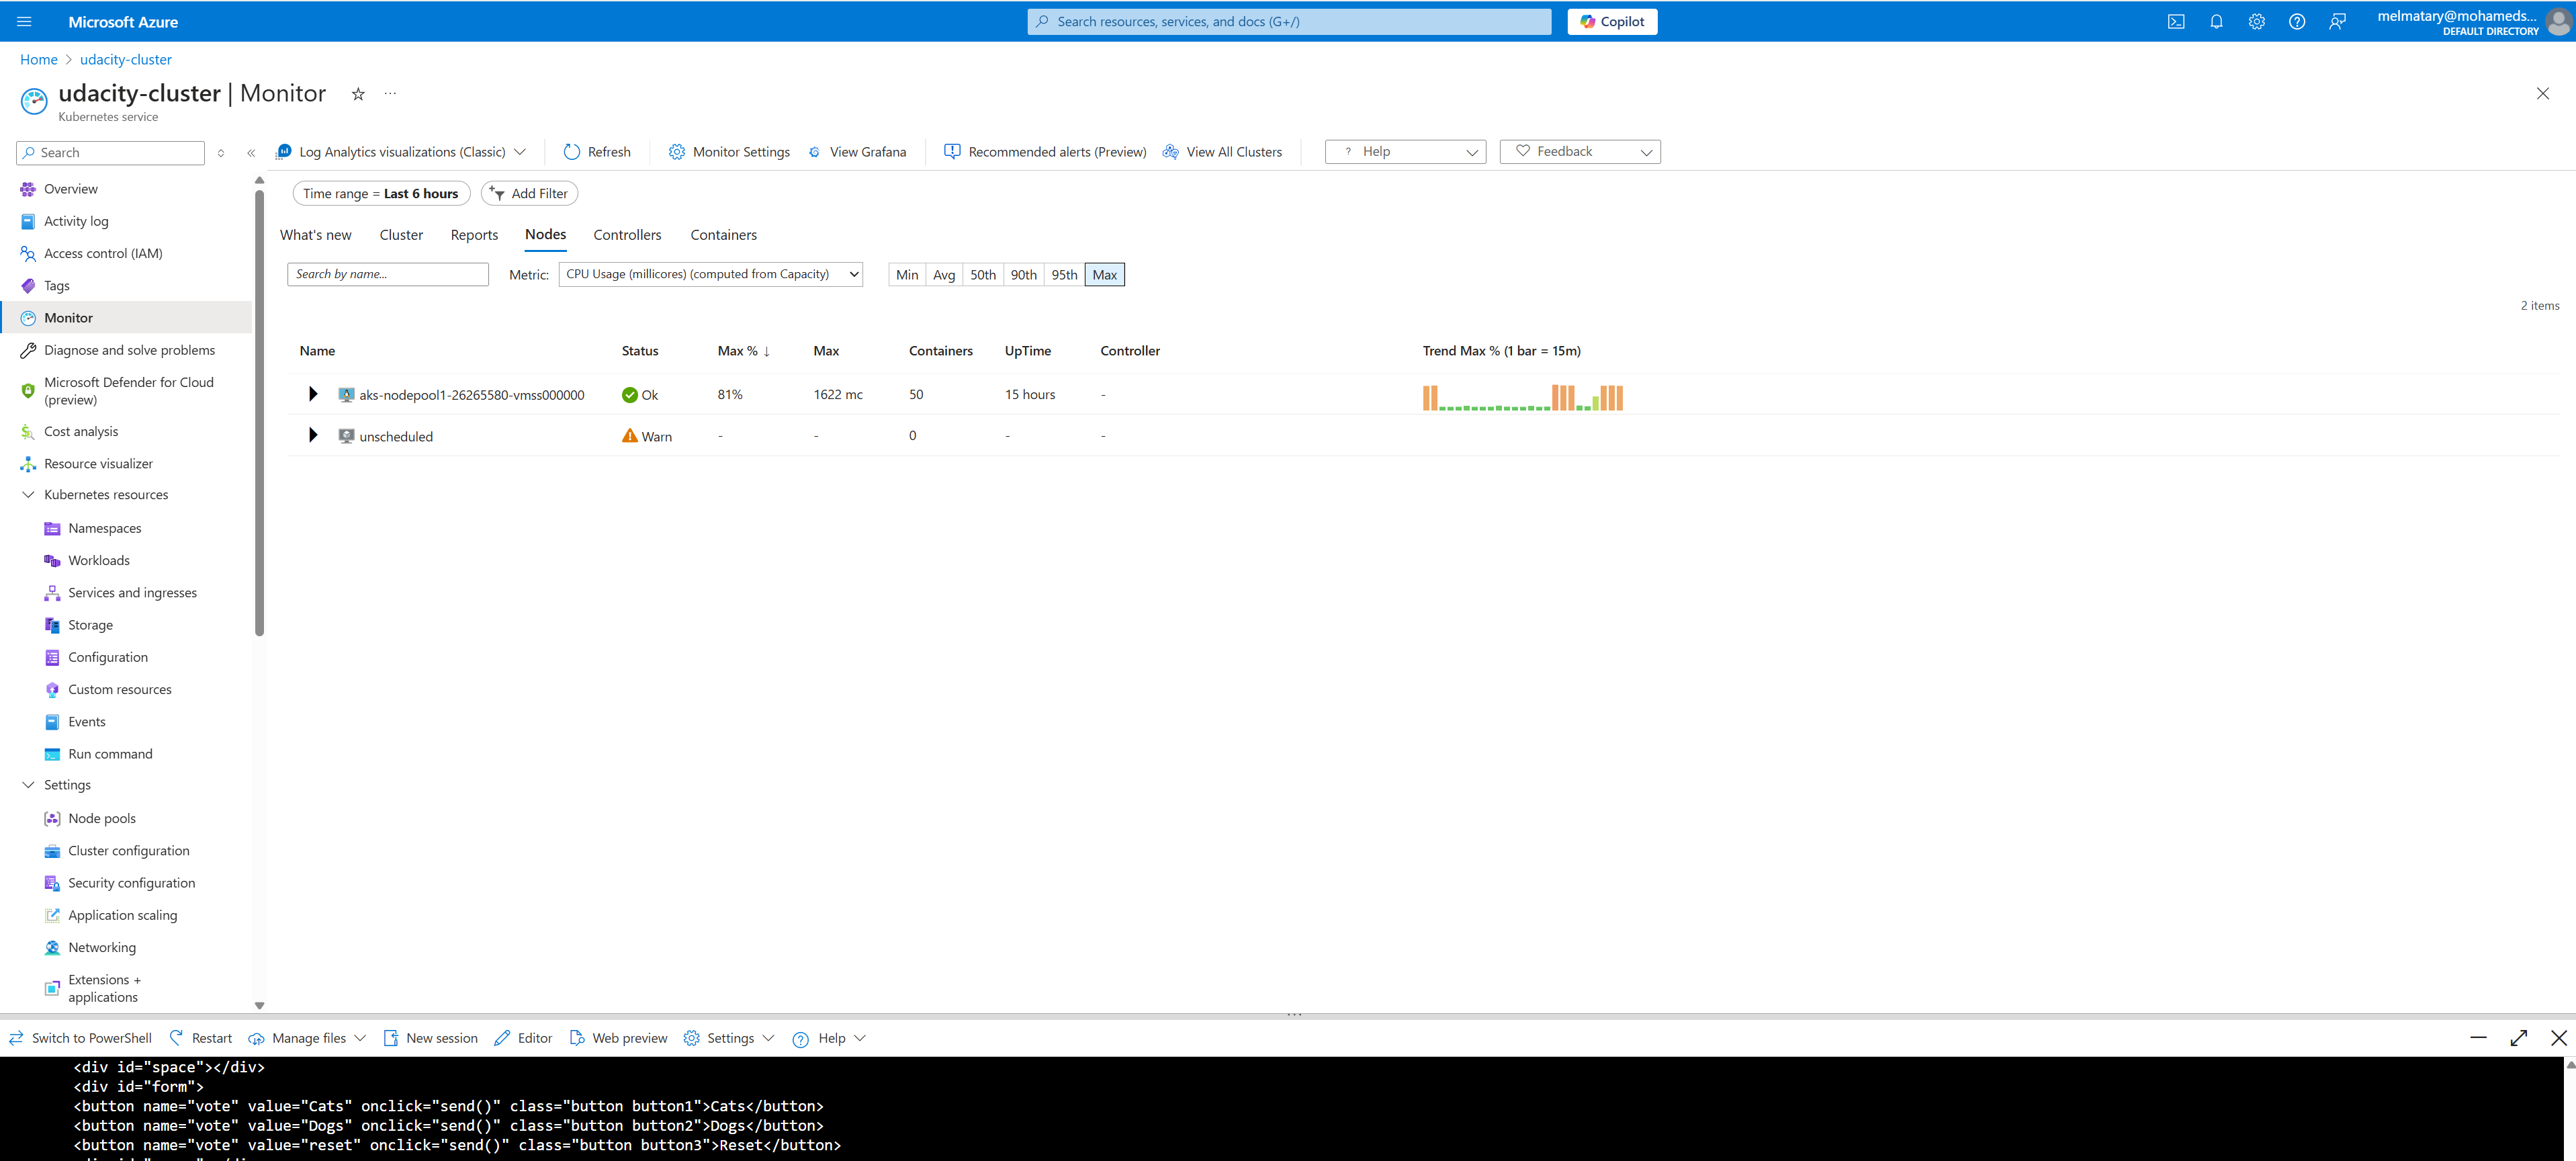 Microsoft Azure
Search resources, services, and docs (G+/)
Copilot
melmatary@mohameds...
DEFAULT DIRECTORY
Home > udacity-cluster
udacity-cluster | Monitor
Kubernetes service
Search
Log Analytics visualizations (Classic)
Refresh
Monitor Settings
View Grafana
Recommended alerts (Preview)
View All Clusters
? Help
Feedback
Overview
Activity log
Access control (IAM)
Tags
Monitor
Diagnose and solve problems
Microsoft Defender for Cloud
(preview)
Cost analysis
Resource visualizer
Kubernetes resources
Namespaces
Workloads
Services and ingresses
Storage
Configuration
Custom resources
Events
Run command
Settings
Node pools
Cluster configuration
Security configuration
Application scaling
Networking
Extensions +
applications
Time range = Last 6 hours
Add Filter
What's new Cluster Reports Nodes Controllers Containers
Search by name...
Metric: CPU Usage (millicores) (computed from Capacity)
Min Avg 50th 90th 95th Max
2 items
Name Status Max % ↓ Max Containers UpTime Controller Trend Max % (1 bar = 15m)
aks-nodepool1-26265580-vmss000000 Ok 81% 1622 mc 50 15 hours -
unscheduled Warn - - 0 - -
Switch to PowerShell Restart Manage files New session Editor Web preview Settings Help
<div id="space"></div>
<div id="form">
<button name="vote" value="Cats" onclick="send()" class="button button1">Cats</button>
<button name="vote" value="Dogs" onclick="send()" class="button button2">Dogs</button>
<button name="vote" value="reset" onclick="send()" class="button button3">Reset</button>